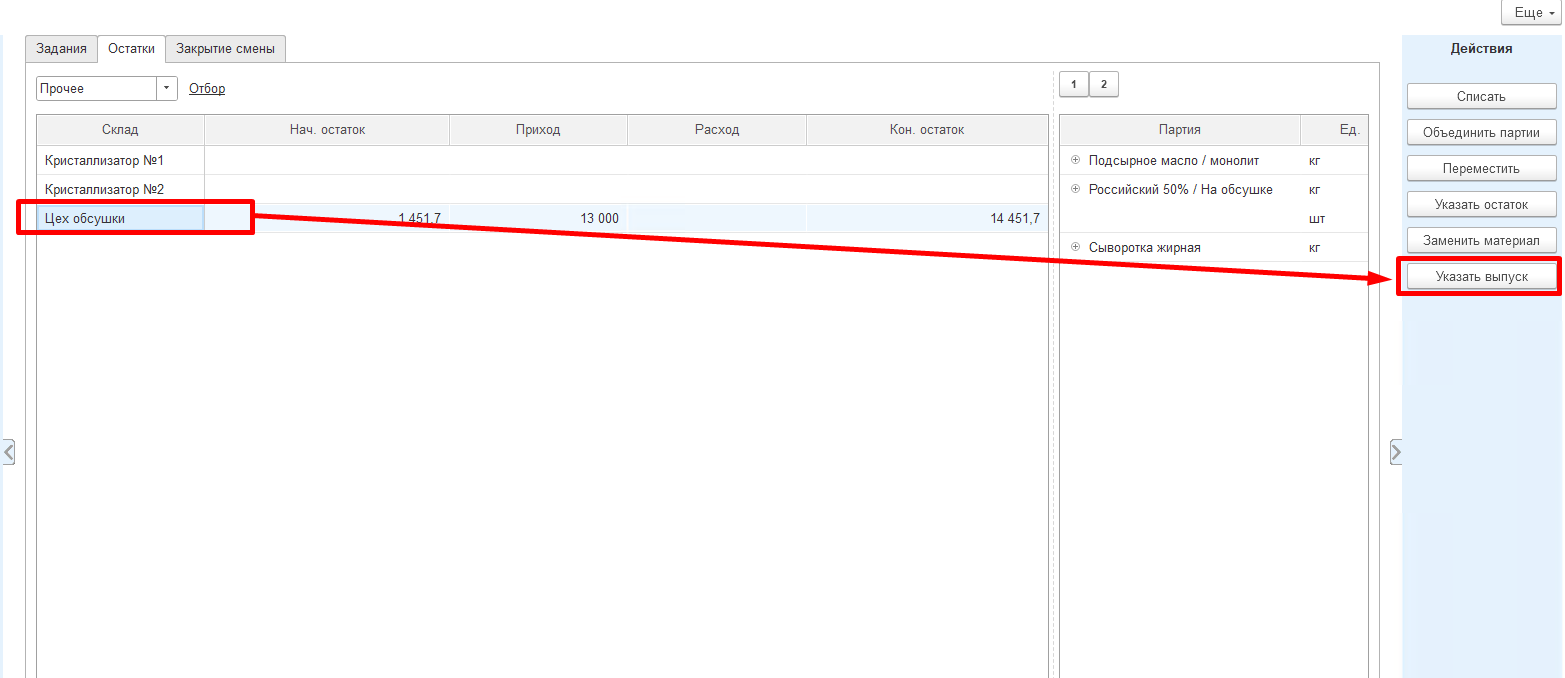 Еще
Задания Остатки Закрытие смены
Действия
Прочее Отбор
1 2
Склад Нач. остаток Приход Расход Кон. остаток
Партия Ед.
Кристаллизатор №1
Кристаллизатор №2
Цех обсушки 1 451,7 13 000 14 451,7
Подсырное масло / монолит кг
Российский 50% / На обсушке кг
шт
Сыворотка жирная кг
Списать
Объединить партии
Переместить
Указать остаток
Заменить материал
Указать выпуск